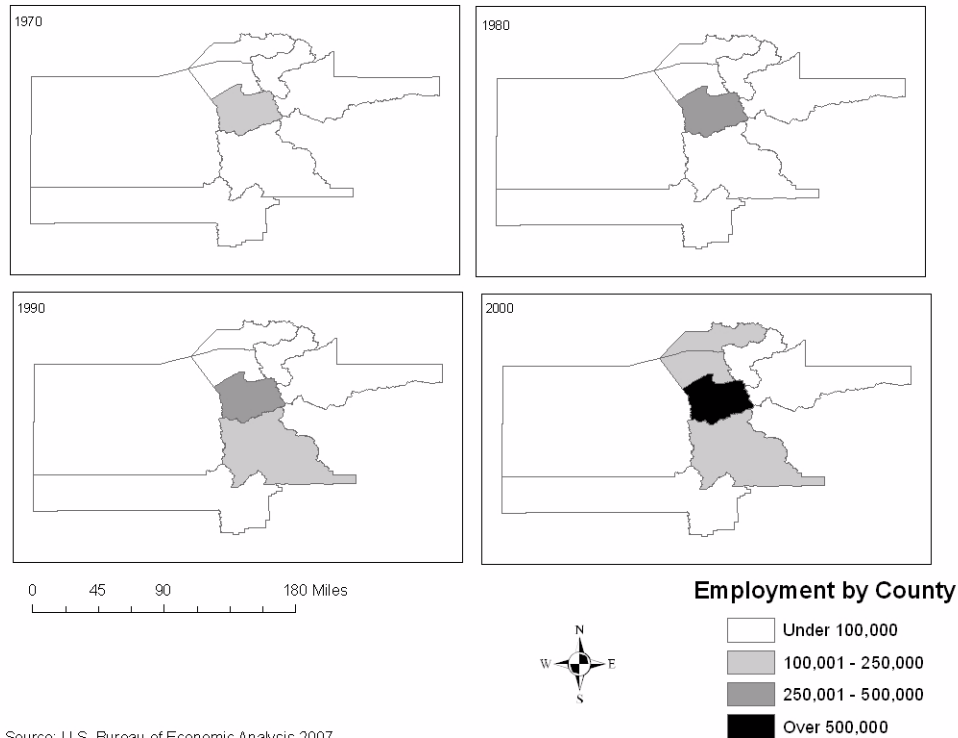 1970
1980
1990
2000
0 45 90 180 Miles
Employment by County
N
W E
S
Under 100,000
100,001 - 250,000
250,001 - 500,000
Over 500,000
Source: U.S. Bureau of Economic Analysis 2007